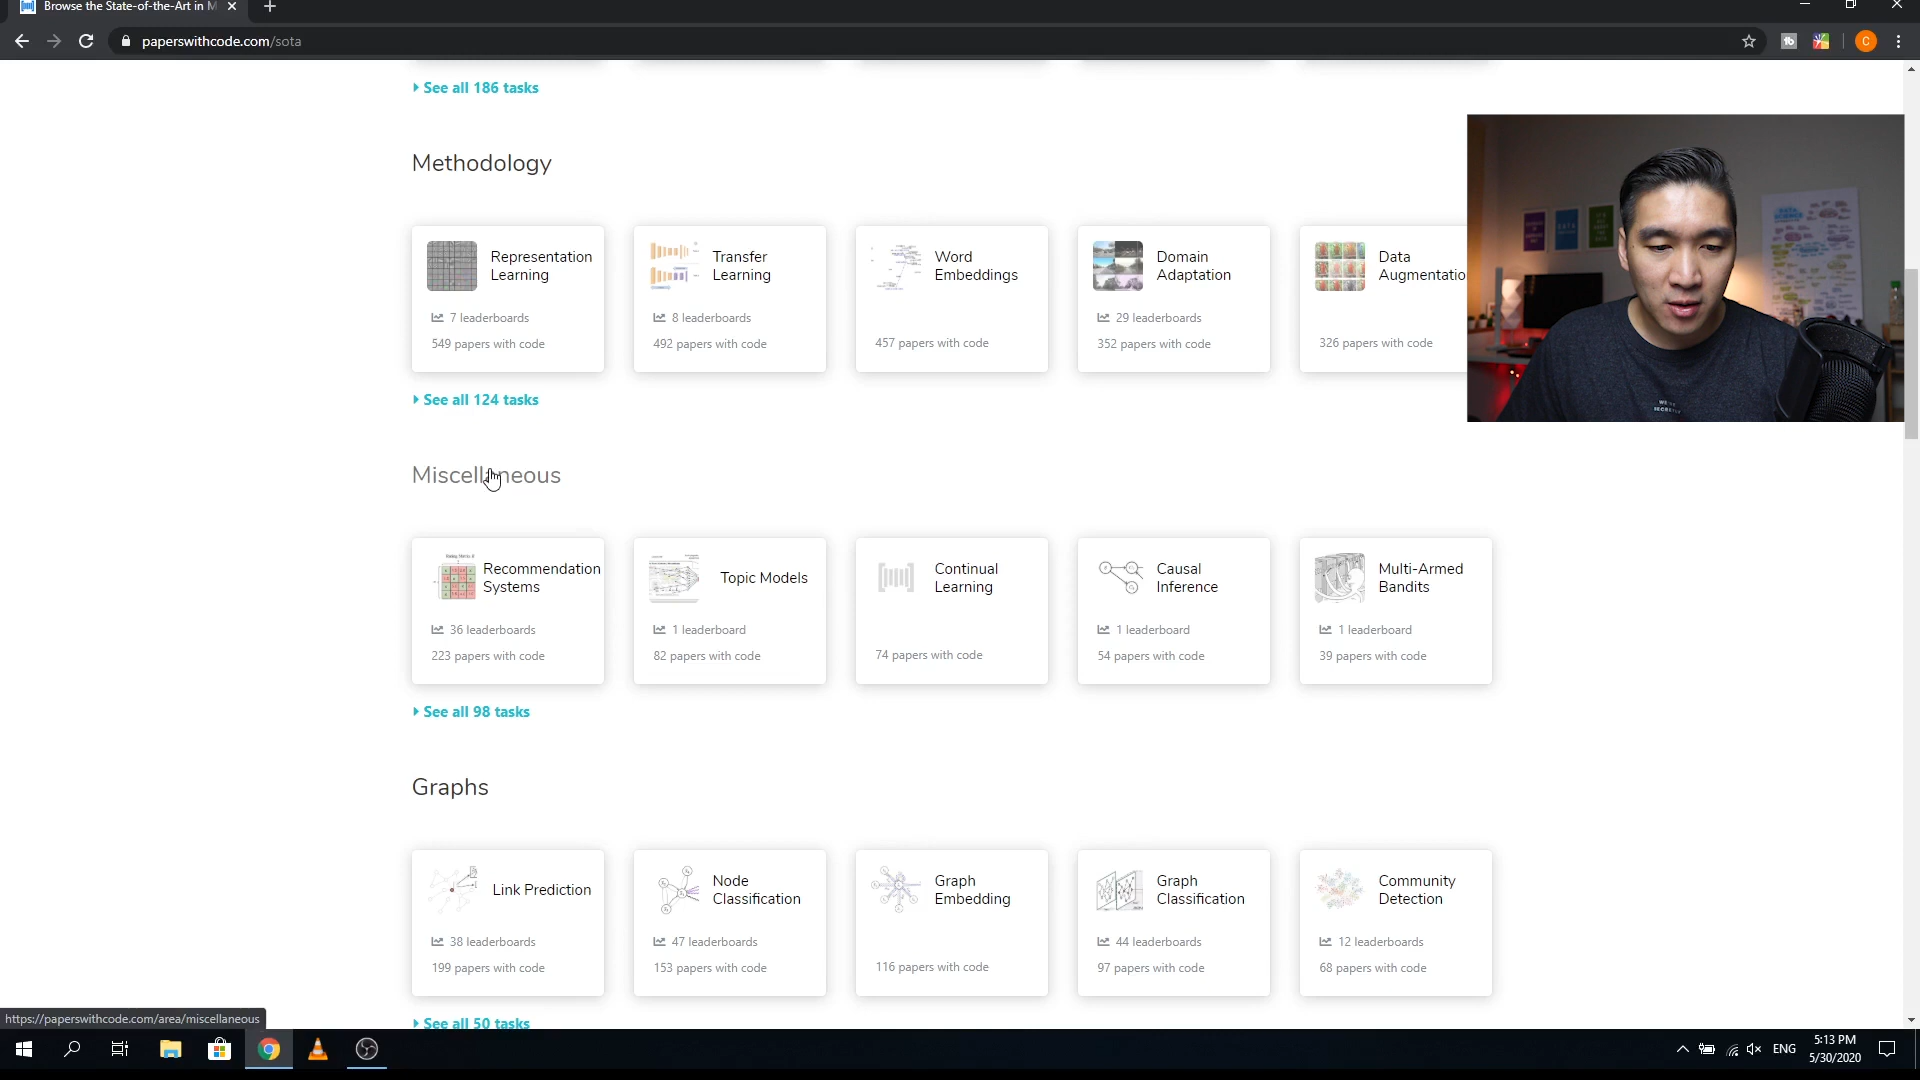 Browse the State-of-the-Art in M
paperswithcode.com/sota
C
See all 186 tasks
Methodology
Representation Learning
7 leaderboards
549 papers with code
Transfer Learning
8 leaderboards
492 papers with code
Word Embeddings
457 papers with code
Domain Adaptation
29 leaderboards
352 papers with code
Data Augmentatio
326 papers with code
See all 124 tasks
Miscellaneous
Recommendation Systems
36 leaderboards
223 papers with code
Topic Models
1 leaderboard
82 papers with code
Continual Learning
74 papers with code
Causal Inference
1 leaderboard
54 papers with code
Multi-Armed Bandits
1 leaderboard
39 papers with code
See all 98 tasks
Graphs
Link Prediction
38 leaderboards
199 papers with code
Node Classification
47 leaderboards
153 papers with code
Graph Embedding
116 papers with code
Graph Classification
44 leaderboards
97 papers with code
Community Detection
12 leaderboards
68 papers with code
See all 50 tasks
https://paperswithcode.com/area/miscellaneous
ENG
5:13 PM
5/30/2020